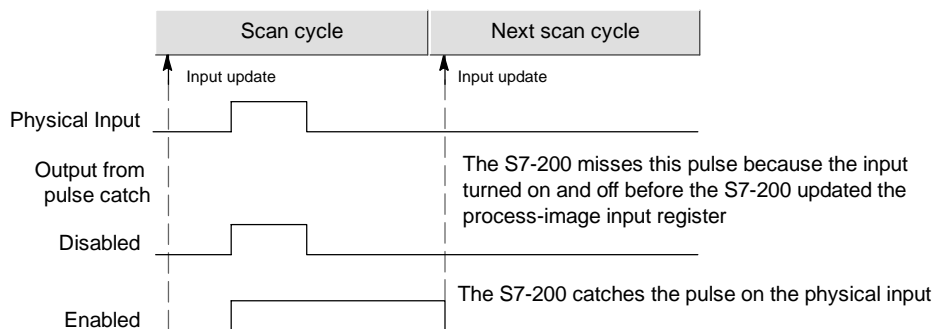 Scan cycle
Next scan cycle
Input update
Input update
Physical Input
Output from
pulse catch
The S7-200 misses this pulse because the input
turned on and off before the S7-200 updated the
process-image input register
Disabled
The S7-200 catches the pulse on the physical input
Enabled